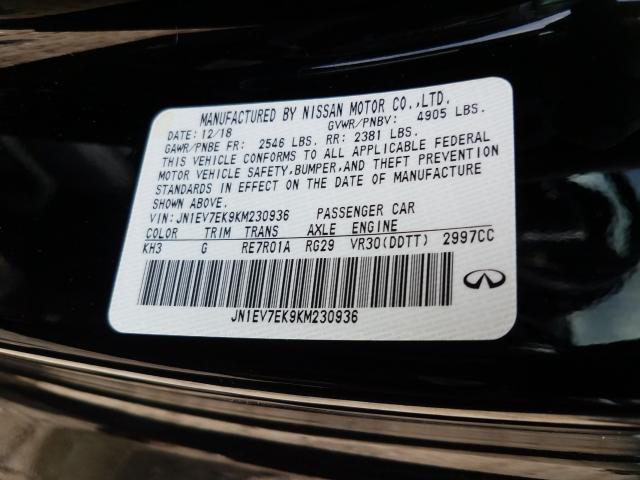 MANUFACTURED BY NISSAN MOTOR CO.,LTD.
DATE: 12/18 GVWR/PNBV: 4905 LBS.
GAWR/PNBE FR: 2546 LBS. RR: 2381 LBS.
THIS VEHICLE CONFORMS TO ALL APPLICABLE FEDERAL
MOTOR VEHICLE SAFETY, BUMPER, AND THEFT PREVENTION
STANDARDS IN EFFECT ON THE DATE OF MANUFACTURE
SHOWN ABOVE.
VIN: JN1EV7EK9KM230936 PASSENGER CAR
COLOR TRIM TRANS AXLE ENGINE
KH3 G RE7R01A RG29 VR30(DDTT) 2997CC
JN1EV7EK9KM230936